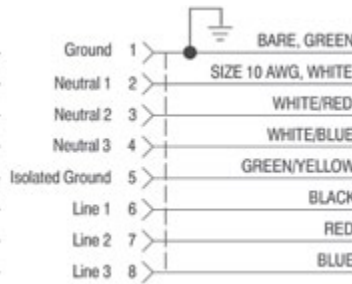 Ground 1 BARE, GREEN
Neutral 1 2 SIZE 10 AWG, WHITE
Neutral 2 3 WHITE/RED
Neutral 3 4 WHITE/BLUE
Isolated Ground 5 GREEN/YELLOW
Line 1 6 BLACK
Line 2 7 RED
Line 3 8 BLUE